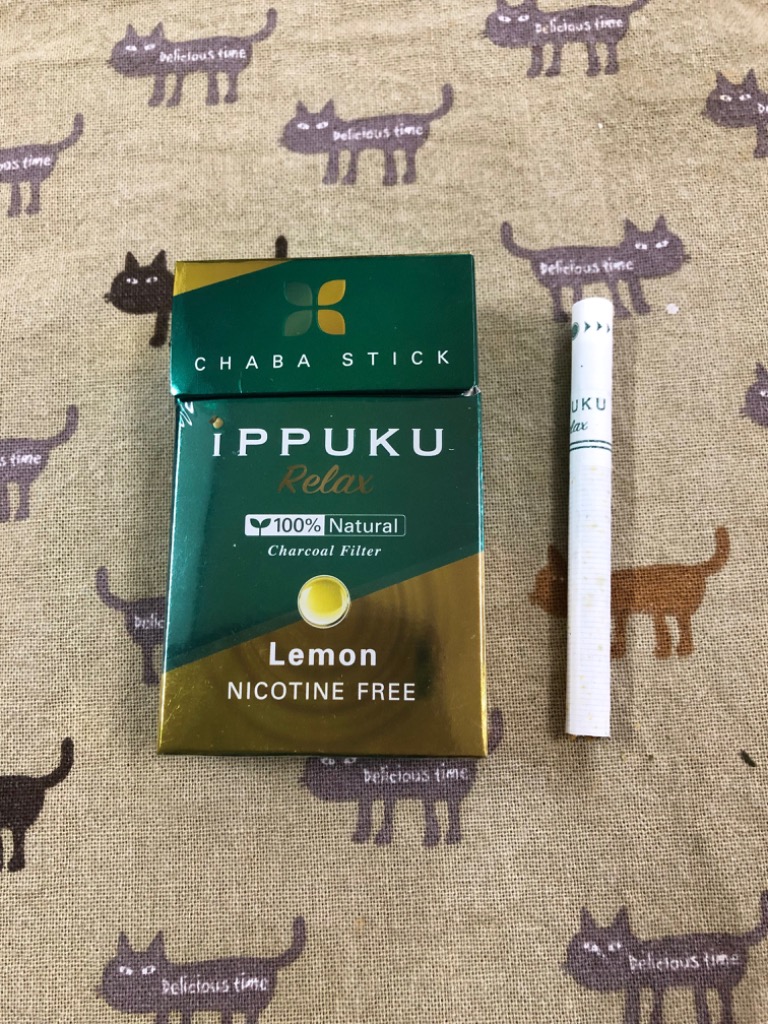 Delicious time
Delicious time
Delicious time
Delicious time
CHABA STICK
iPPUKU
Relax
100% Natural
Charcoal Filter
Lemon
NICOTINE FREE
UKU
lax
Delicious time
Delicious time
Delicious time